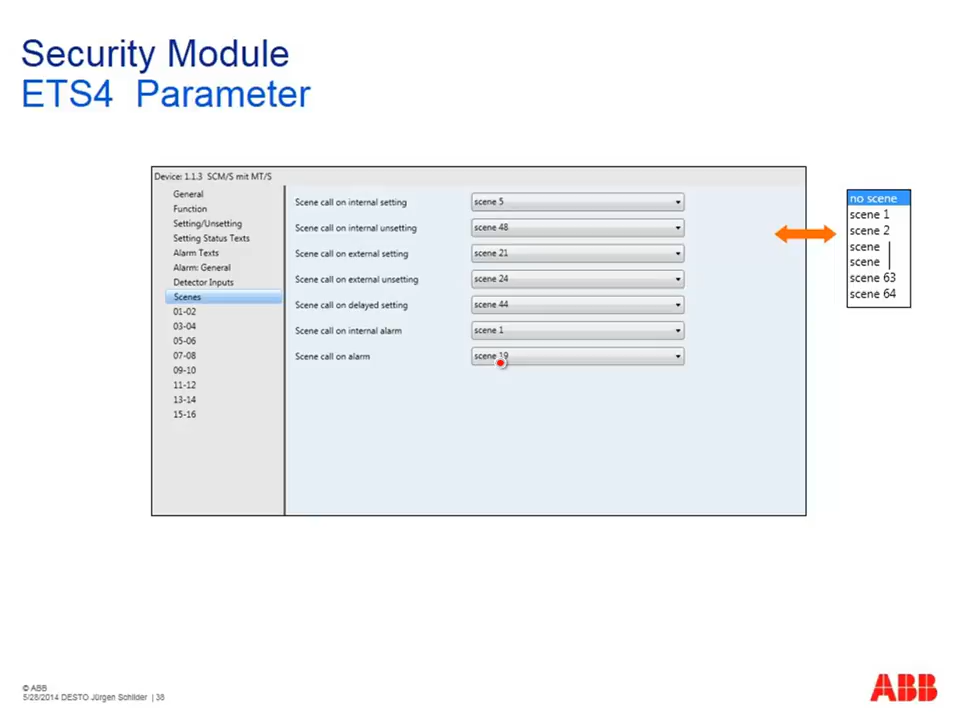 Security Module
ETS4 Parameter
Device: 1.1.3 SCM/S mit MT/S
General
Function
Setting/Unsetting
Setting Status Texts
Alarm Texts
Alarm: General
Detector Inputs
Scenes
01-02
03-04
05-06
07-08
09-10
11-12
13-14
15-16
Scene call on internal setting scene 5
Scene call on internal unsetting scene 48
Scene call on external setting scene 21
Scene call on external unsetting scene 24
Scene call on delayed setting scene 44
Scene call on internal alarm scene 1
Scene call on alarm scene 19
no scene
scene 1
scene 2
scene
scene
scene 63
scene 64
© ABB
5/28/2014 DESTO Jürgen Schilder | 38
ABB